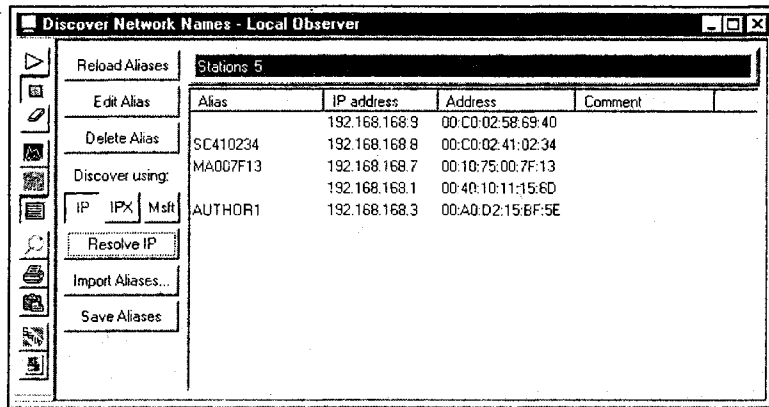 Discover Network Names - Local Observer
Reload Aliases
Edit Alias
Delete Alias
Discover using:
IP IPX Msft
Resolve IP
Import Aliases...
Save Aliases
Stations 5
Alias IP address Address Comment
192.168.168.9 00:C0:02:58:69:40
SC410234 192.168.168.8 00:C0:02:41:02:34
MA007F13 192.168.168.7 00:10:75:00:7F:13
192.168.168.1 00:40:10:11:15:6D
AUTHOR1 192.168.168.3 00:A0:D2:15:BF:5E